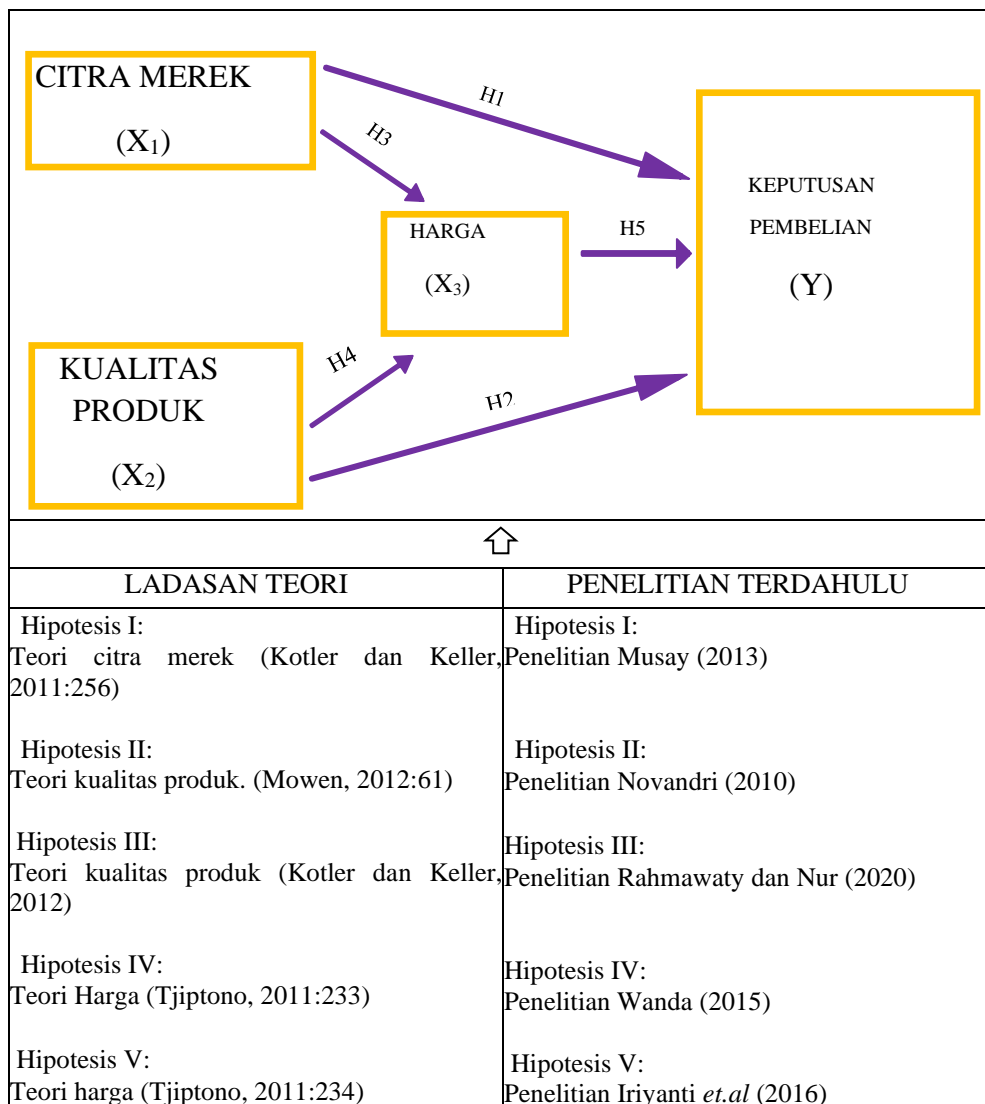 CITRA MEREK
(X₁)
H1
H3
KEPUTUSAN
PEMBELIAN
(Y)
HARGA
(X₃)
H5
KUALITAS
PRODUK
(X₂)
H4
H2
LADASAN TEORI
Hipotesis I:
Teori citra merek (Kotler dan Keller,
2011:256)
Hipotesis II:
Teori kualitas produk. (Mowen, 2012:61)
Hipotesis III:
Teori kualitas produk (Kotler dan Keller,
2012)
Hipotesis IV:
Teori Harga (Tjiptono, 2011:233)
Hipotesis V:
Teori harga (Tjiptono, 2011:234)
PENELITIAN TERDAHULU
Hipotesis I:
Penelitian Musay (2013)
Hipotesis II:
Penelitian Novandri (2010)
Hipotesis III:
Penelitian Rahmawaty dan Nur (2020)
Hipotesis IV:
Penelitian Wanda (2015)
Hipotesis V:
Penelitian Iriyanti et.al (2016)